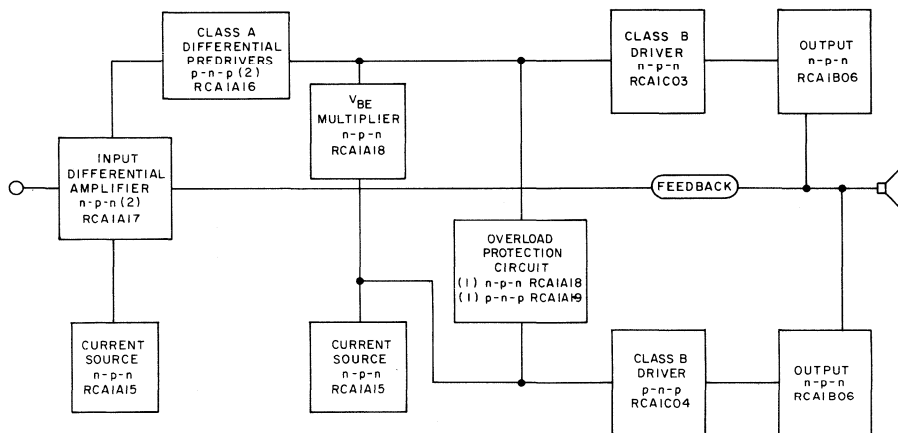 CLASS A
DIFFERENTIAL
PREDRIVERS
p-n-p (2)
RCA1A16
CLASS B
DRIVER
n-p-n
RCA1C03
OUTPUT
n-p-n
RCA1B06
VBE
MULTIPLIER
n-p-n
RCA1A18
INPUT
DIFFERENTIAL
AMPLIFIER
n-p-n (2)
RCA1A17
FEEDBACK
OVERLOAD
PROTECTION
CIRCUIT
(1) n-p-n RCA1A18
(1) p-n-p RCA1A19
CURRENT
SOURCE
n-p-n
RCA1A15
CURRENT
SOURCE
n-p-n
RCA1A15
CLASS B
DRIVER
p-n-p
RCA1C04
OUTPUT
n-p-n
RCA1B06